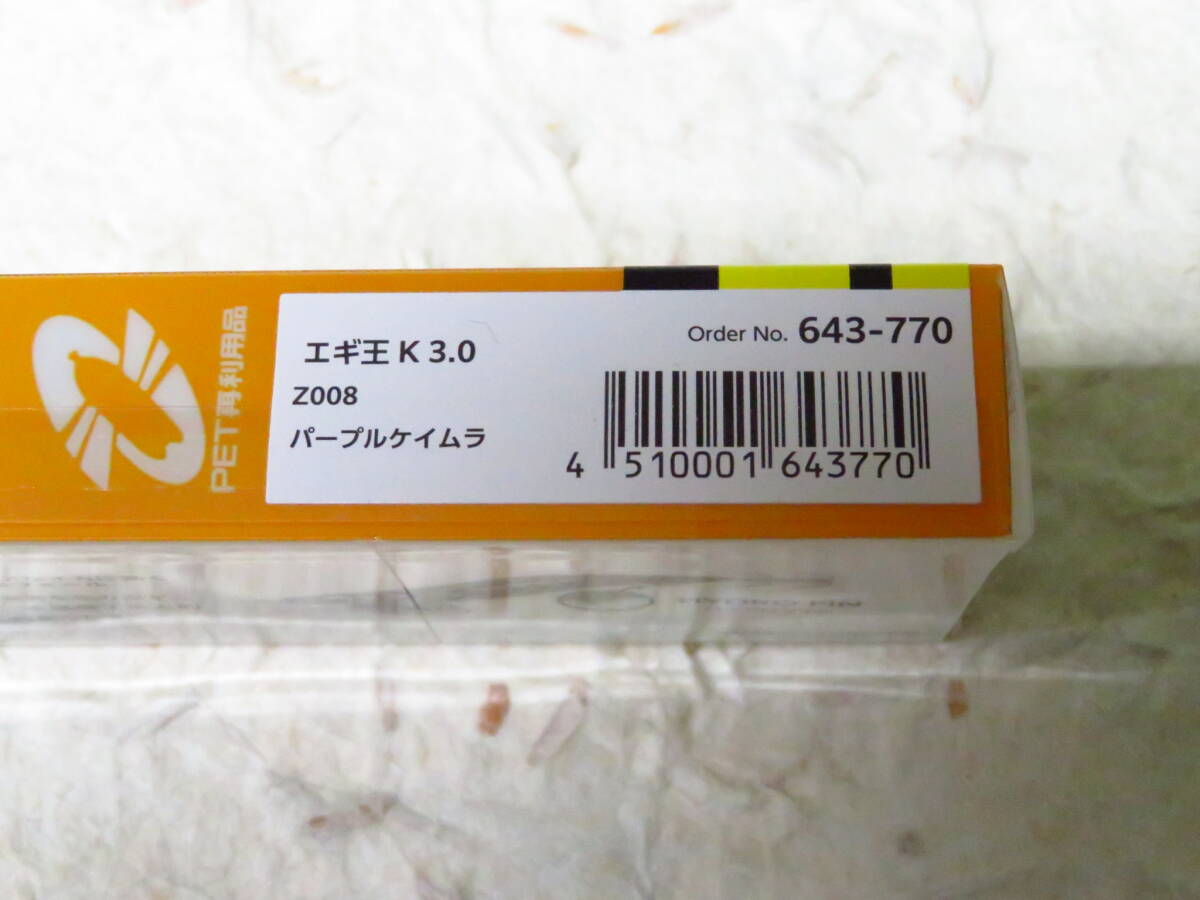 PET再利用品
エギ王 K 3.0
Z008
パープルケイムラ
Order No. 643-770
4 510001 643770